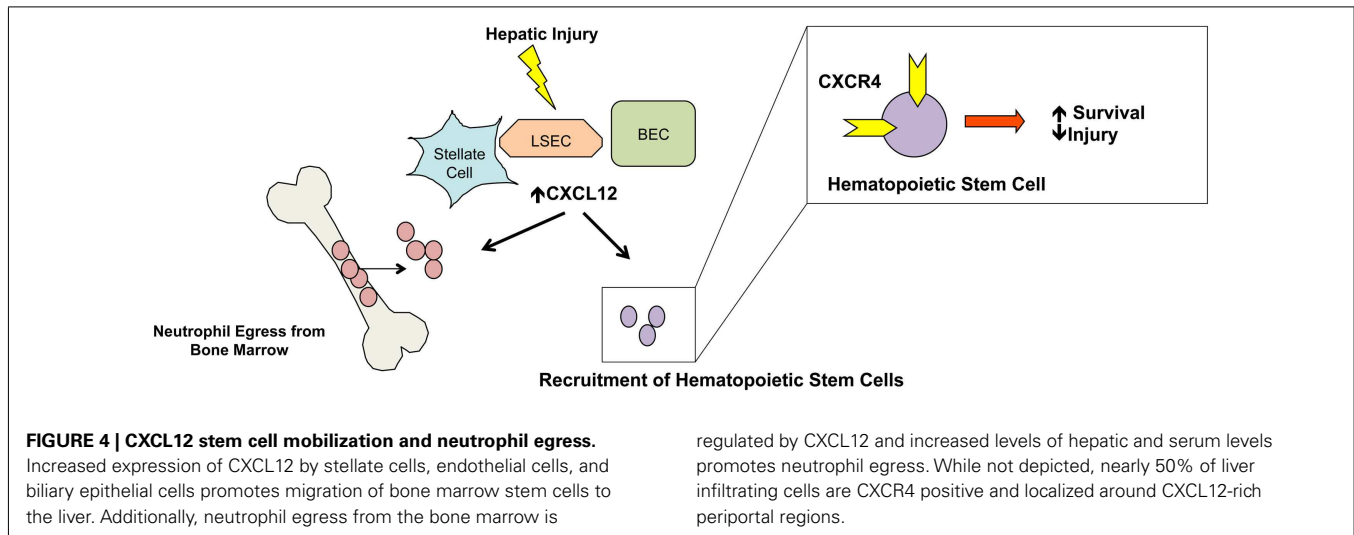 Hepatic Injury
Stellate
Cell
LSEC
BEC
↑CXCL12
Neutrophil Egress from
Bone Marrow
Recruitment of Hematopoietic Stem Cells
CXCR4
↑ Survival
↓Injury
Hematopoietic Stem Cell
FIGURE 4 | CXCL12 stem cell mobilization and neutrophil egress.
Increased expression of CXCL12 by stellate cells, endothelial cells, and
biliary epithelial cells promotes migration of bone marrow stem cells to
the liver. Additionally, neutrophil egress from the bone marrow is
regulated by CXCL12 and increased levels of hepatic and serum levels
promotes neutrophil egress. While not depicted, nearly 50% of liver
infiltrating cells are CXCR4 positive and localized around CXCL12-rich
periportal regions.